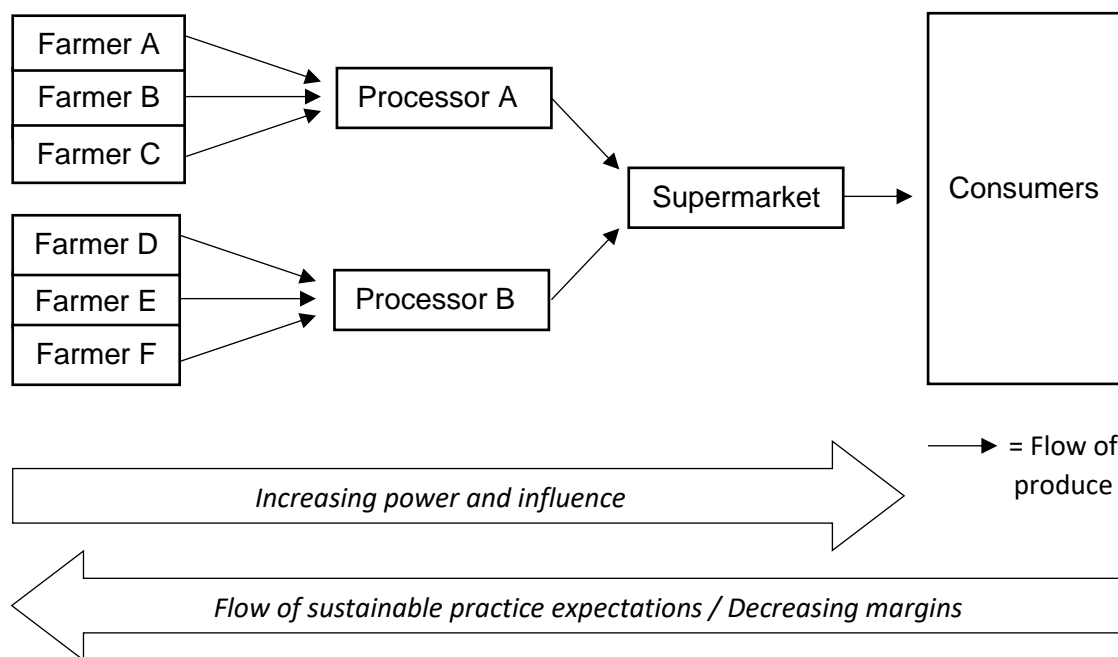 Farmer A
Farmer B
Farmer C
Processor A
Farmer D
Farmer E
Farmer F
Processor B
Supermarket
Consumers
= Flow of
produce
Increasing power and influence
Flow of sustainable practice expectations / Decreasing margins